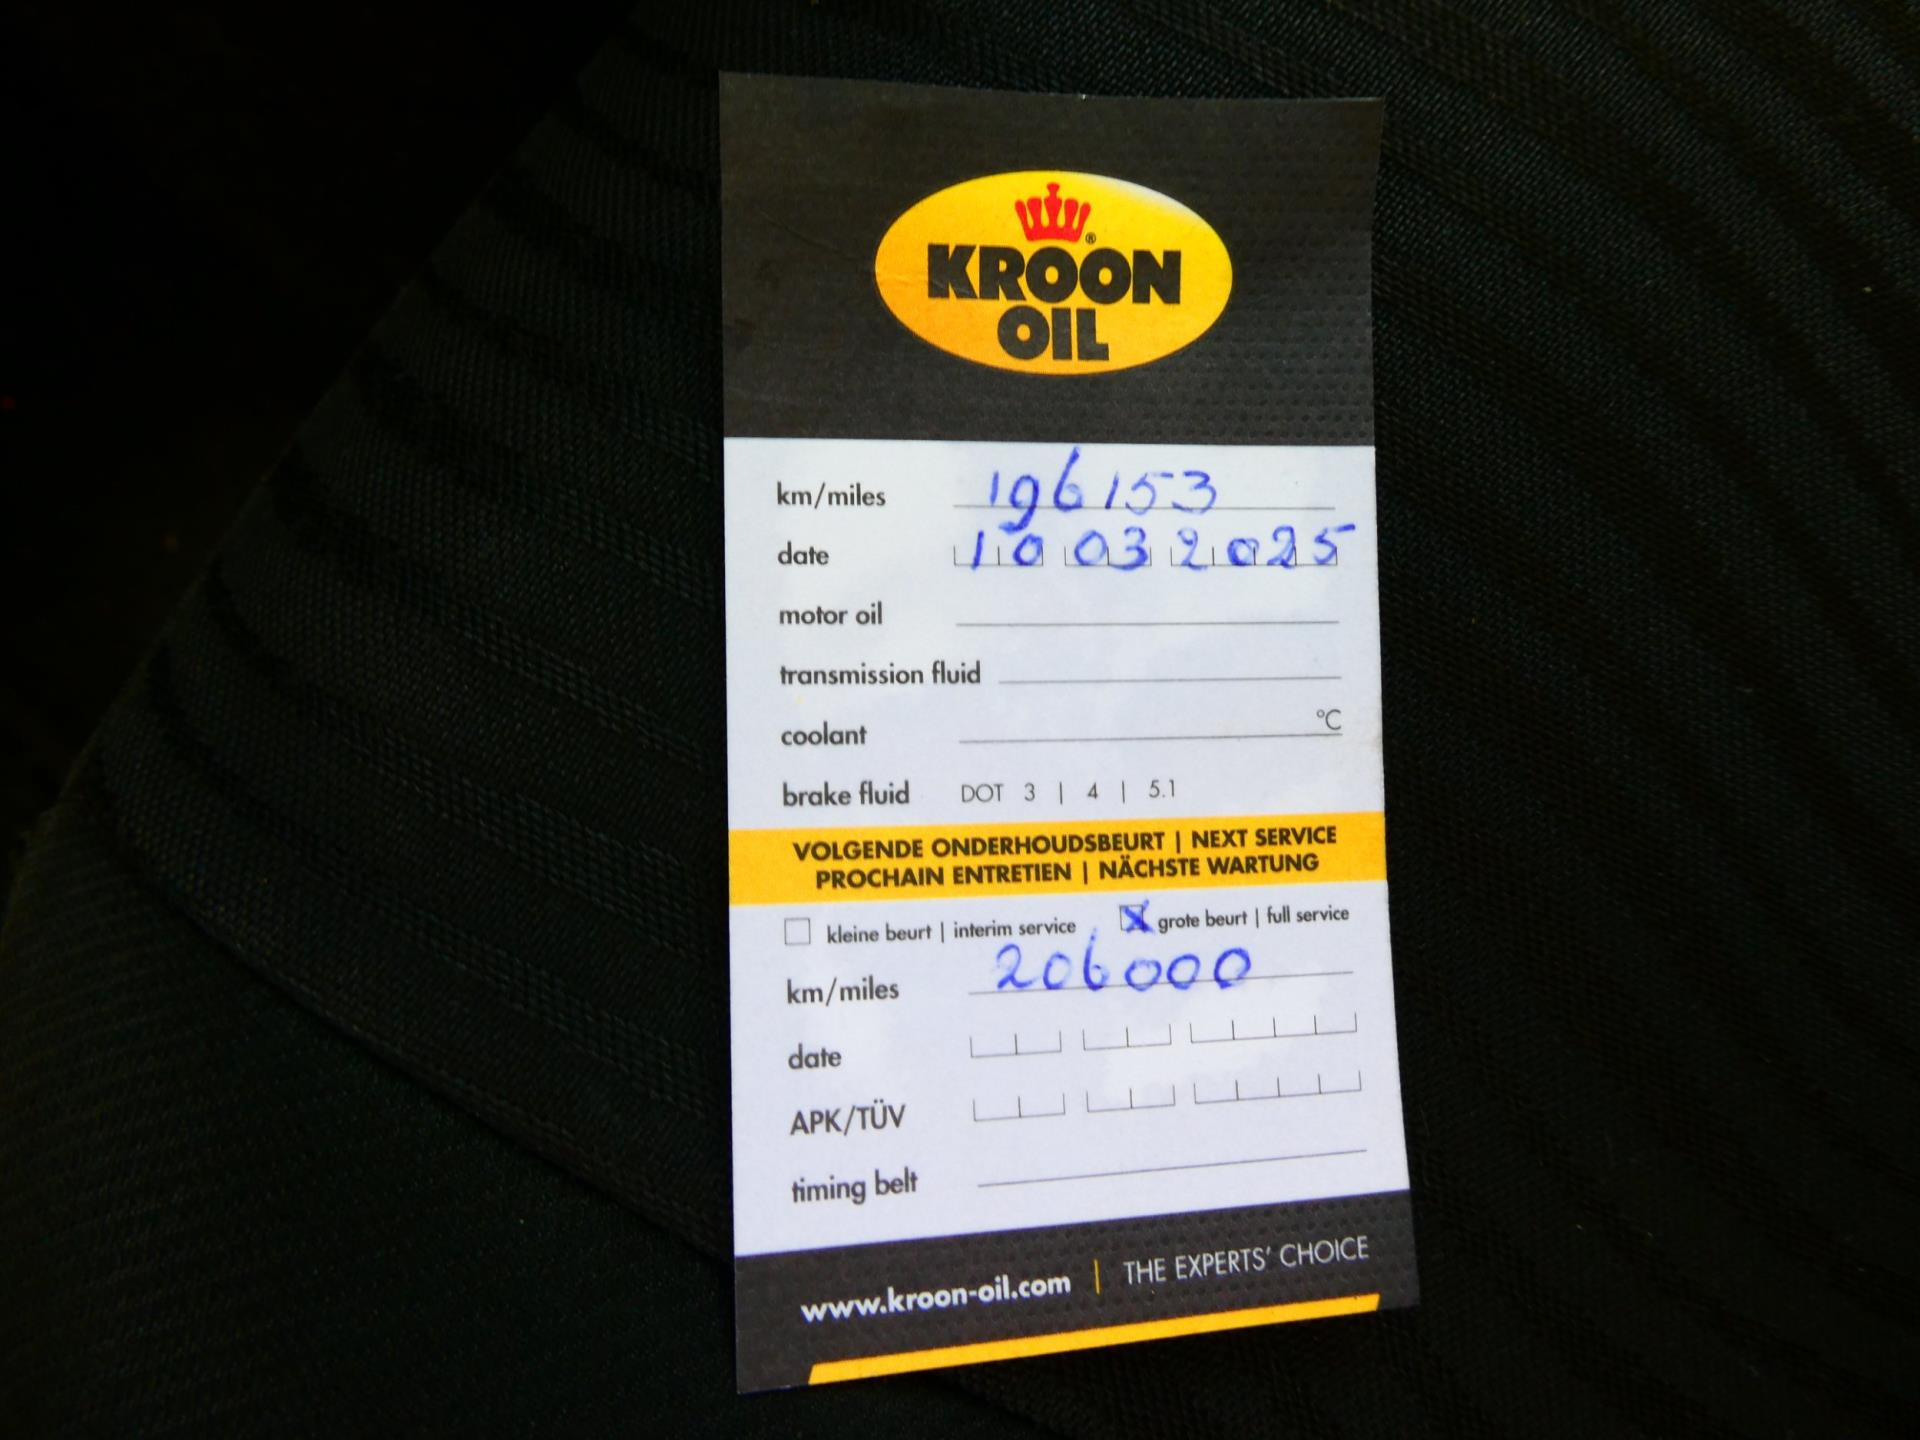 KROON ®
OIL
km/miles 196153
date 10 03 2025
motor oil
transmission fluid
coolant °C
brake fluid DOT 3 | 4 | 5.1
VOLGENDE ONDERHOUDSBEURT | NEXT SERVICE
PROCHAIN ENTRETIEN | NÄCHSTE WARTUNG
kleine beurt | interim service X grote beurt | full service
km/miles 206000
date
APK/TÜV
timing belt
www.kroon-oil.com | THE EXPERTS' CHOICE